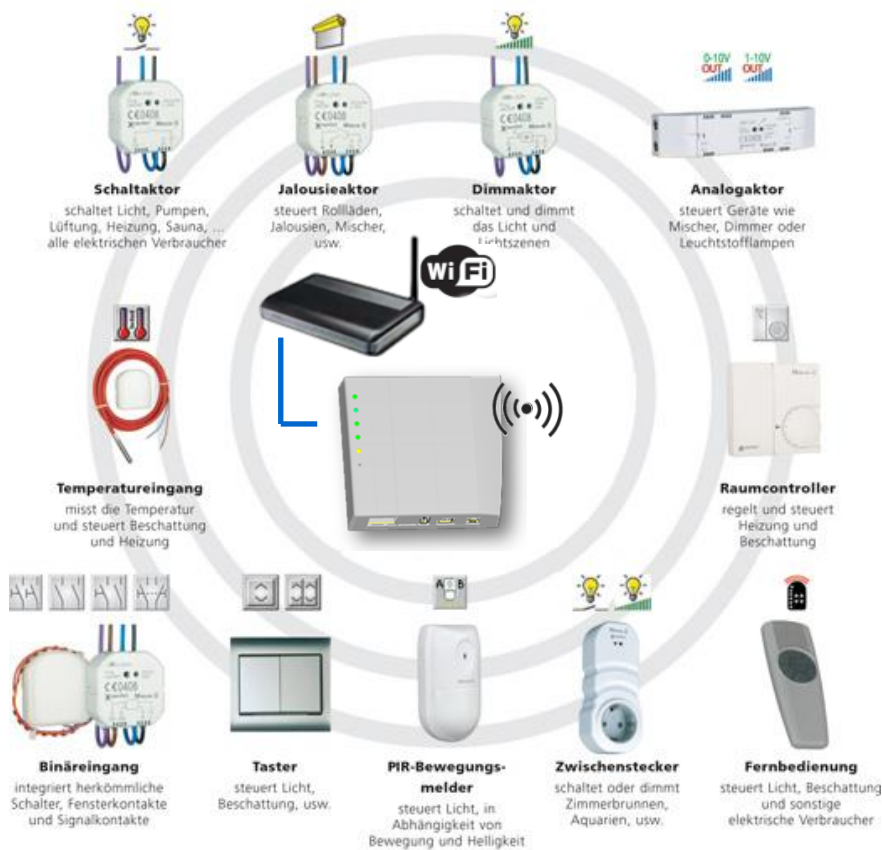 0-10V 1-10V
OUT OUT
CE0408 CE0408 CE0408
Schaltaktor
schaltet Licht, Pumpen,
Lüftung, Heizung, Sauna, ...
alle elektrischen Verbraucher
Jalousieaktor
steuert Rollläden,
Jalousien, Mischer,
usw.
Dimmaktor
schaltet und dimmt
das Licht und
Lichtszenen
Analogaktor
steuert Geräte wie
Mischer, Dimmer oder
Leuchtstofflampen
Wi Fi
Temperatureingang
misst die Temperatur
und steuert Beschattung
und Heizung
Raumcontroller
regelt und steuert
Heizung und
Beschattung
A B
CE0408
Binäreingang
integriert herkömmliche
Schalter, Fensterkontakte
und Signalkontakte
Taster
steuert Licht,
Beschattung, usw.
PIR-Bewegungs-
melder
steuert Licht, in
Abhängigkeit von
Bewegung und Helligkeit
Zwischenstecker
schaltet oder dimmt
Zimmerbrunnen,
Aquarien, usw.
Fernbedienung
steuert Licht, Beschattung
und sonstige
elektrische Verbraucher